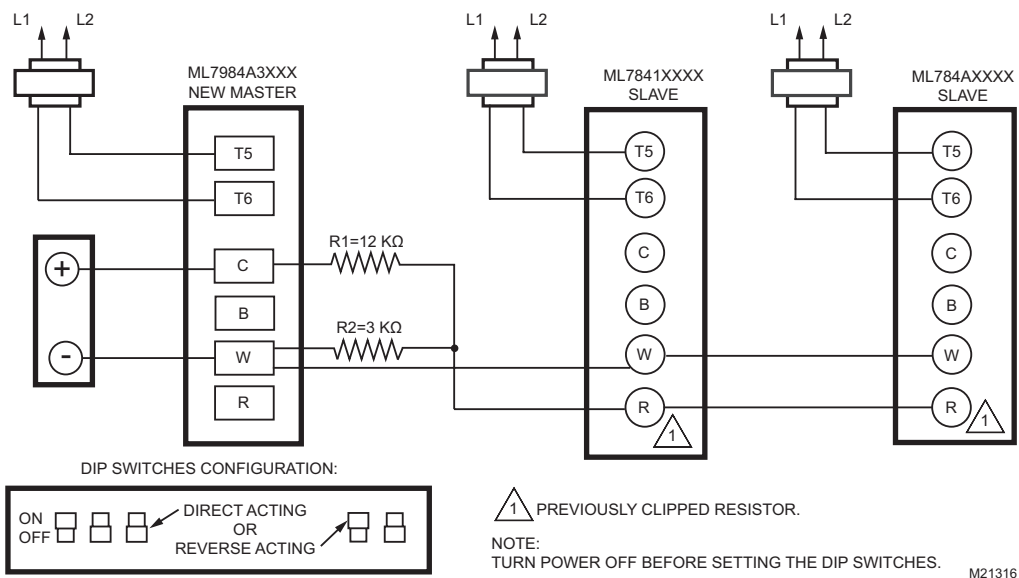 L1 L2
L1 L2
L1 L2
ML7984A3XXX
NEW MASTER
ML7841XXXX
SLAVE
ML784AXXXX
SLAVE
T5
T6
C
B
W
R
+
-
R1=12 KΩ
R2=3 KΩ
T5
T6
C
B
W
R
1
T5
T6
C
B
W
R
1
DIP SWITCHES CONFIGURATION:
ON
OFF
DIRECT ACTING
OR
REVERSE ACTING
1 PREVIOUSLY CLIPPED RESISTOR.
NOTE:
TURN POWER OFF BEFORE SETTING THE DIP SWITCHES.
M21316